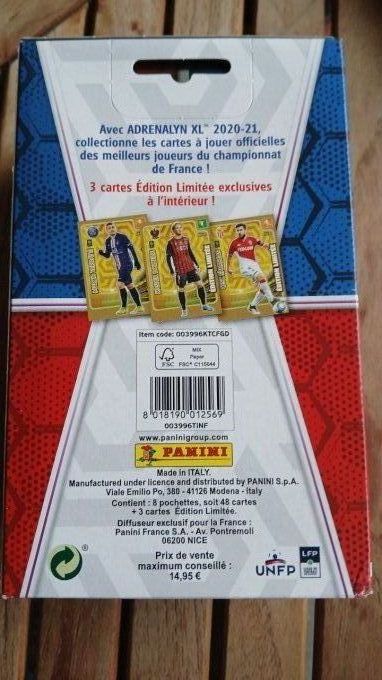 Avec ADRENALYN XL™ 2020-21,
collectionne les cartes à jouer officielles
des meilleurs joueurs du championnat
de France !
3 cartes Édition Limitée exclusives
à l'intérieur !
Item code: 003996KTCFGD
FSC
MIX
Paper
FSC® C115044
8 018190 012569
003996TINF
www.paninigroup.com
PANINI
Made in ITALY.
Manufactured under licence and distributed by PANINI S.p.A.
Viale Emilio Po, 380 - 41126 Modena - Italy
Contient : 8 pochettes, soit 48 cartes
+ 3 cartes Édition Limitée.
Diffuseur exclusif pour la France :
Panini France S.A. - Av. Pontremoli
06200 NICE
Prix de vente
maximum conseillé :
14,95 €
UNFP
LFP